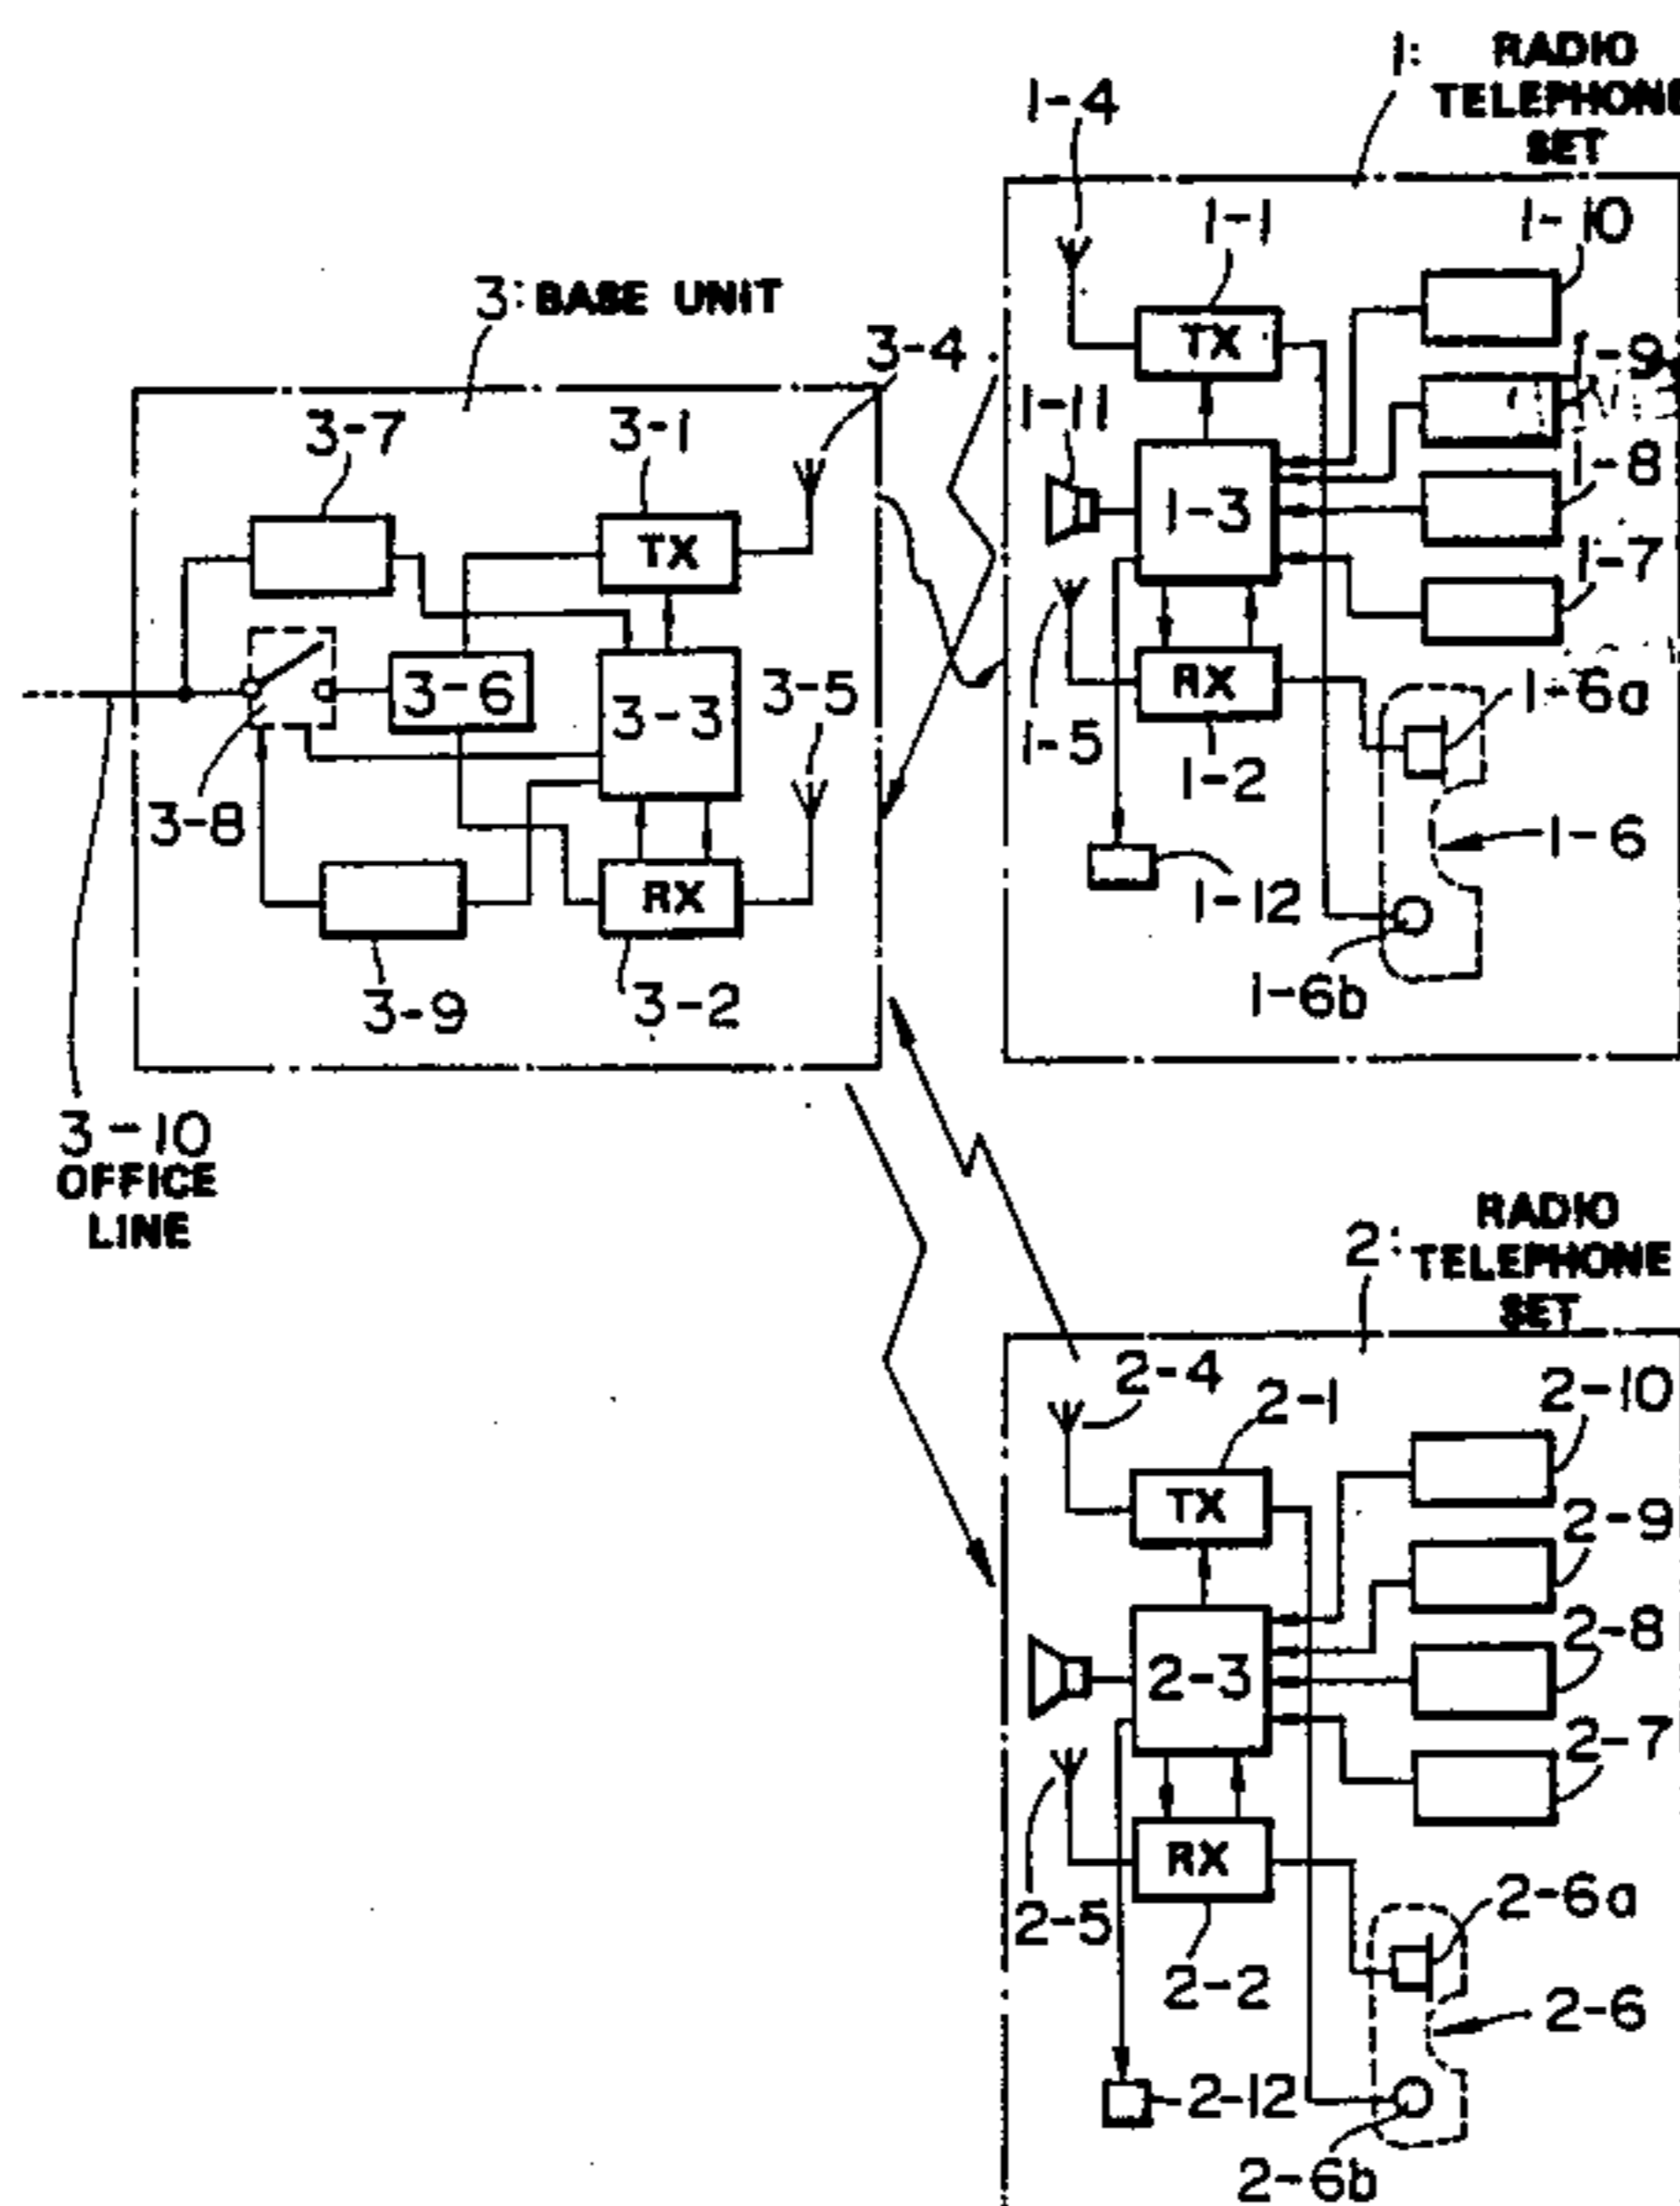 1: RADIO
TELEPHONE
SET
1-4
1-1
1-10
3: BASE UNIT
3-4
TX
1-9
1-11
3-7
3-1
1-8
1-3
TX
1-7
3-6
3-3
3-5
RX
1-6a
1-5
1-2
3-8
1-6
RX
1-12
3-9
3-2
1-6b
3-10
OFFICE
LINE
2: RADIO
TELEPHONE
SET
2-4
2-1
2-10
TX
2-9
2-8
2-3
2-7
RX
2-6a
2-5
2-2
2-6
2-12
2-6b